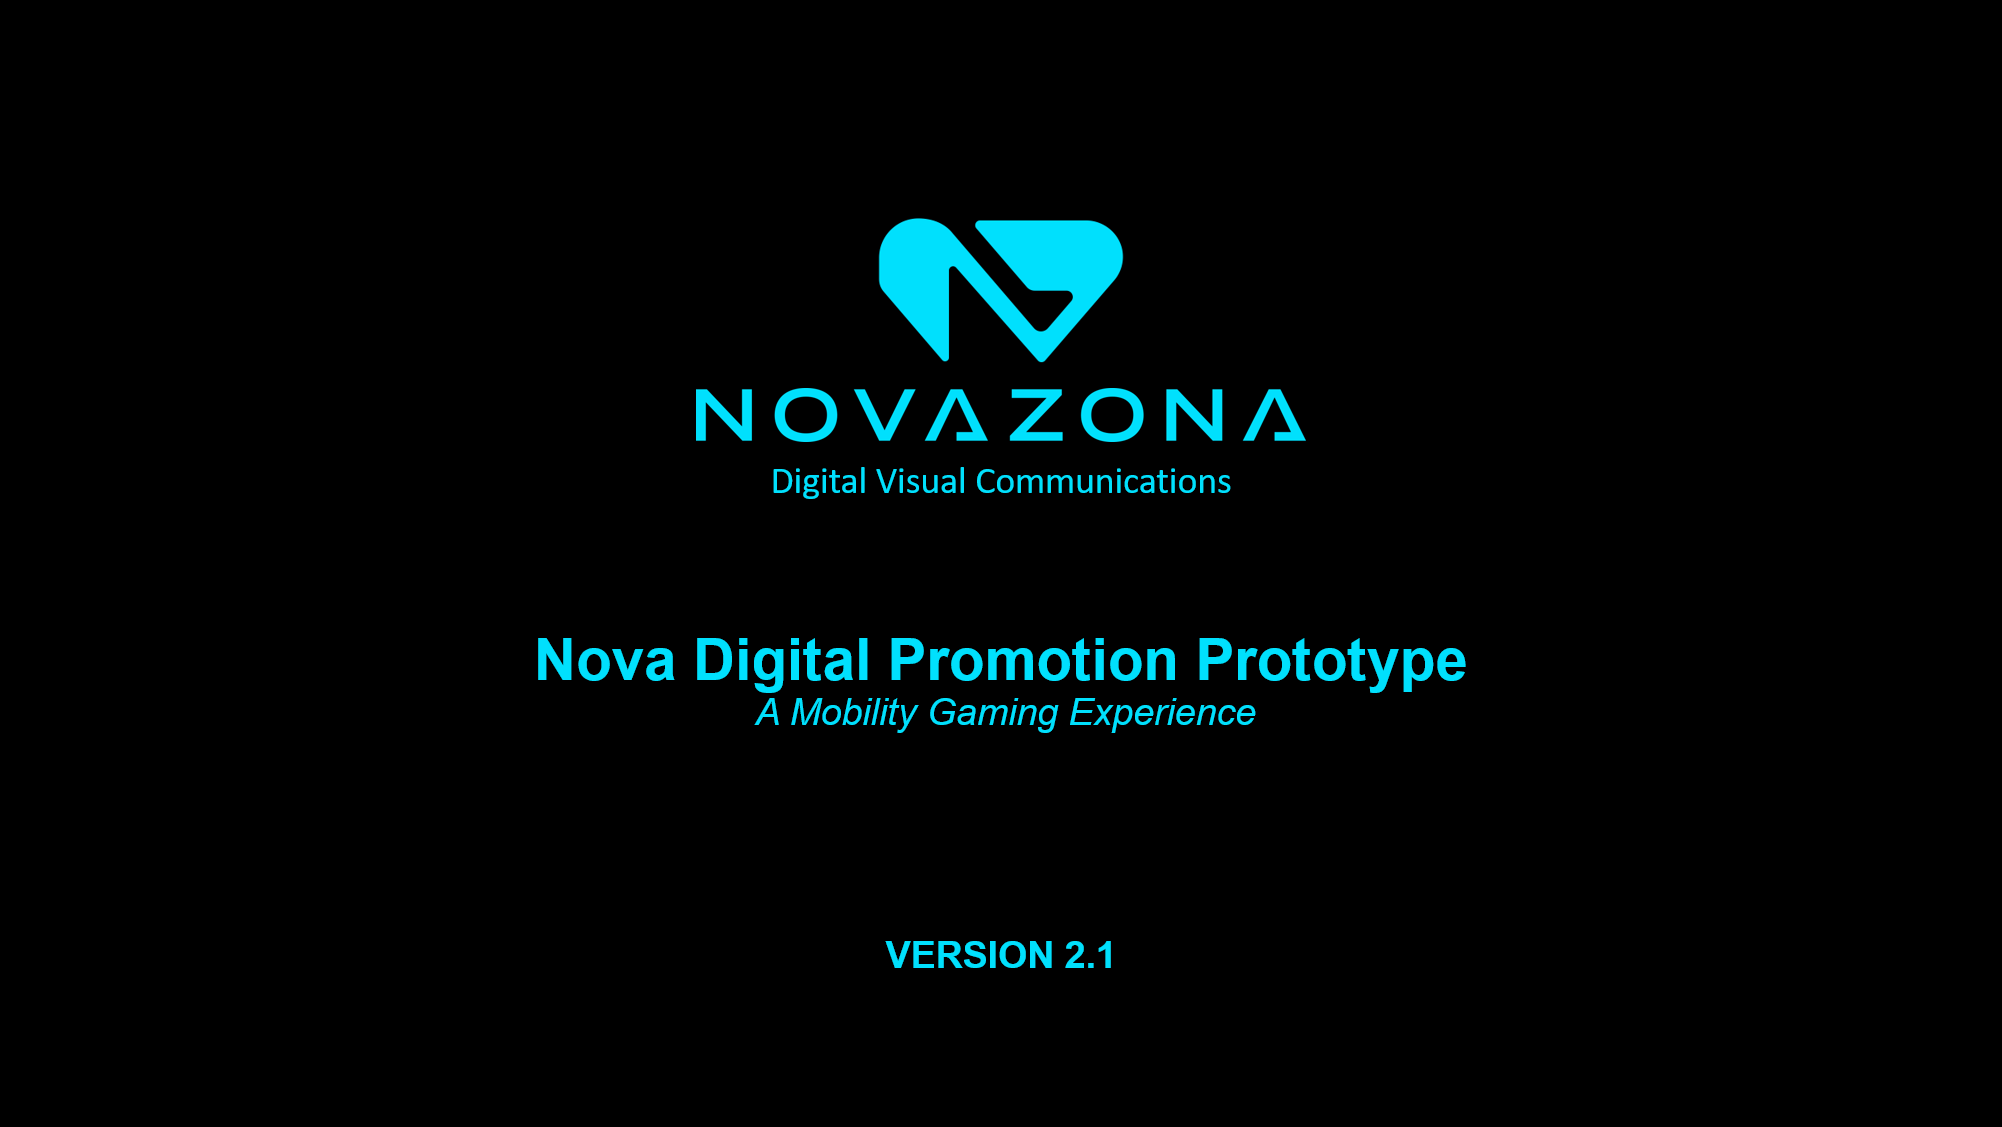 NOVAZONA
Digital Visual Communications
Nova Digital Promotion Prototype
A Mobility Gaming Experience
VERSION 2.1